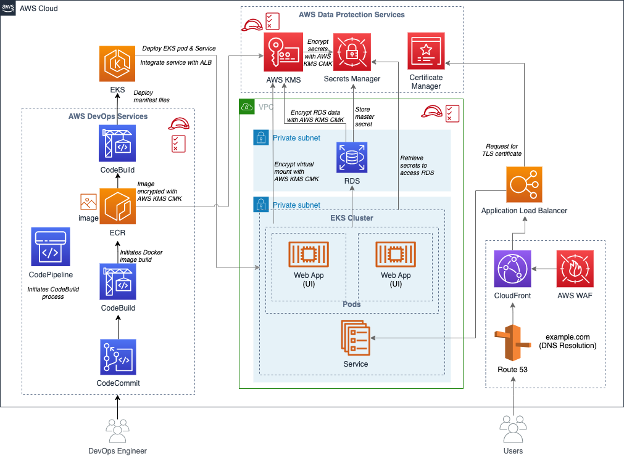 aws
AWS Cloud
AWS Data Protection Services
Deploy EKS pod & Service
Integrate service with ALB
EKS
Encrypt
secrets with
AWS
KMS CMK
AWS KMS
Secrets Manager
Certificate
Manager
Deploy
manifest files
AWS DevOps Services
CodeBuild
VPC
Encrypt RDS data
with AWS KMS CMK
Store
master
secret
Private subnet
RDS
Request for
TLS certificate
Image
encrypted with
AWS KMS CMK
image
ECR
Encrypt virtual
mount with
AWS KMS CMK
Retrieve
secrets to
access RDS
Application Load Balancer
Private subnet
EKS Cluster
Web App
(UI)
Web App
(UI)
Pods
Initiates Docker
image build
CodePipeline
Initiates CodeBuild
process
CodeBuild
CloudFront
AWS WAF
example.com
(DNS Resolution)
Service
Route 53
CodeCommit
DevOps Engineer
Users